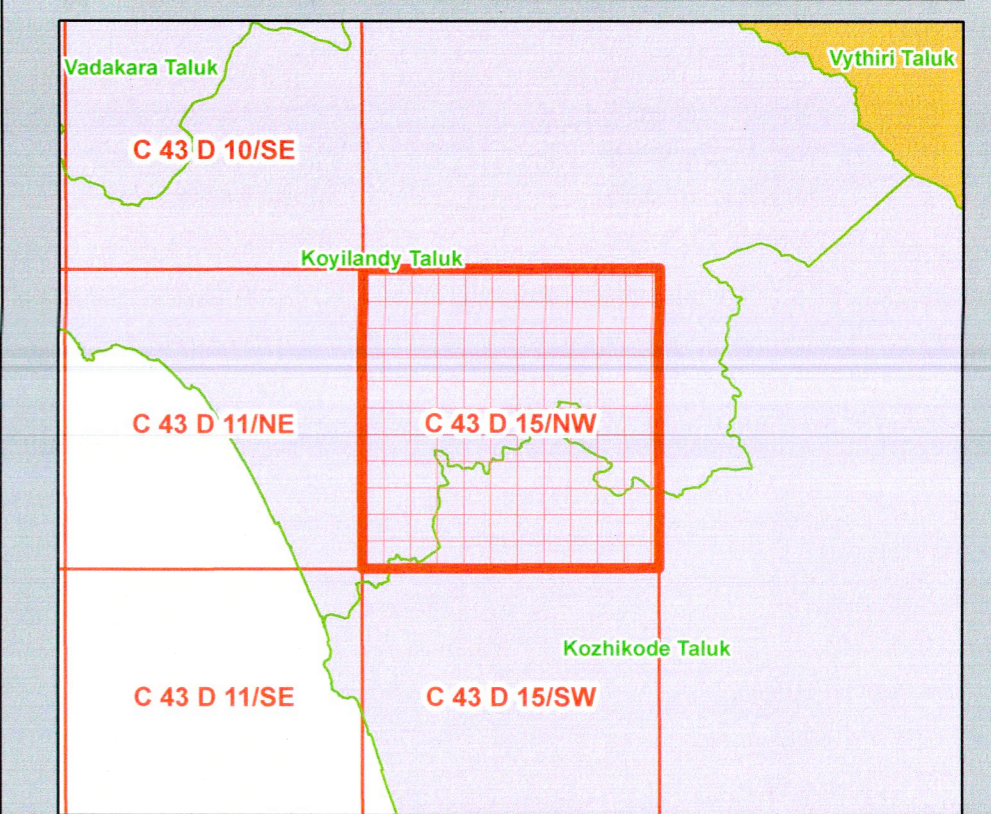 Vythiri Taluk
Vadakara Taluk
C 43 D 10/SE
Koyilandy Taluk
C 43 D 11/NE
C 43 D 15/NW
Kozhikode Taluk
C 43 D 11/SE
C 43 D 15/SW